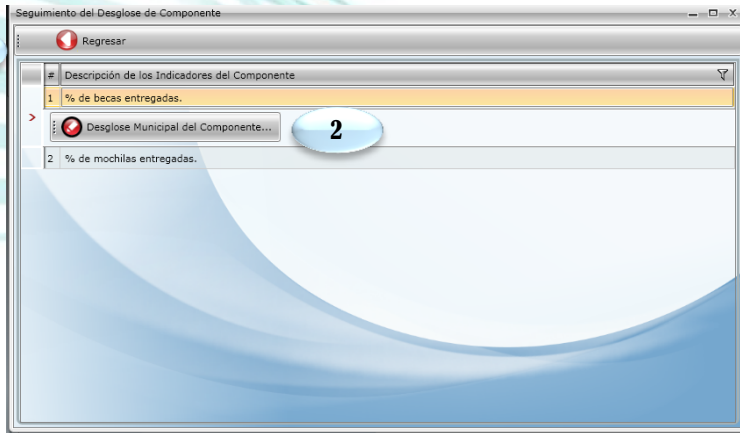 Seguimiento del Desglose de Componente
Regresar
# Descripción de los Indicadores del Componente
1 % de becas entregadas.
Desglose Municipal del Componente...
2
2 % de mochilas entregadas.